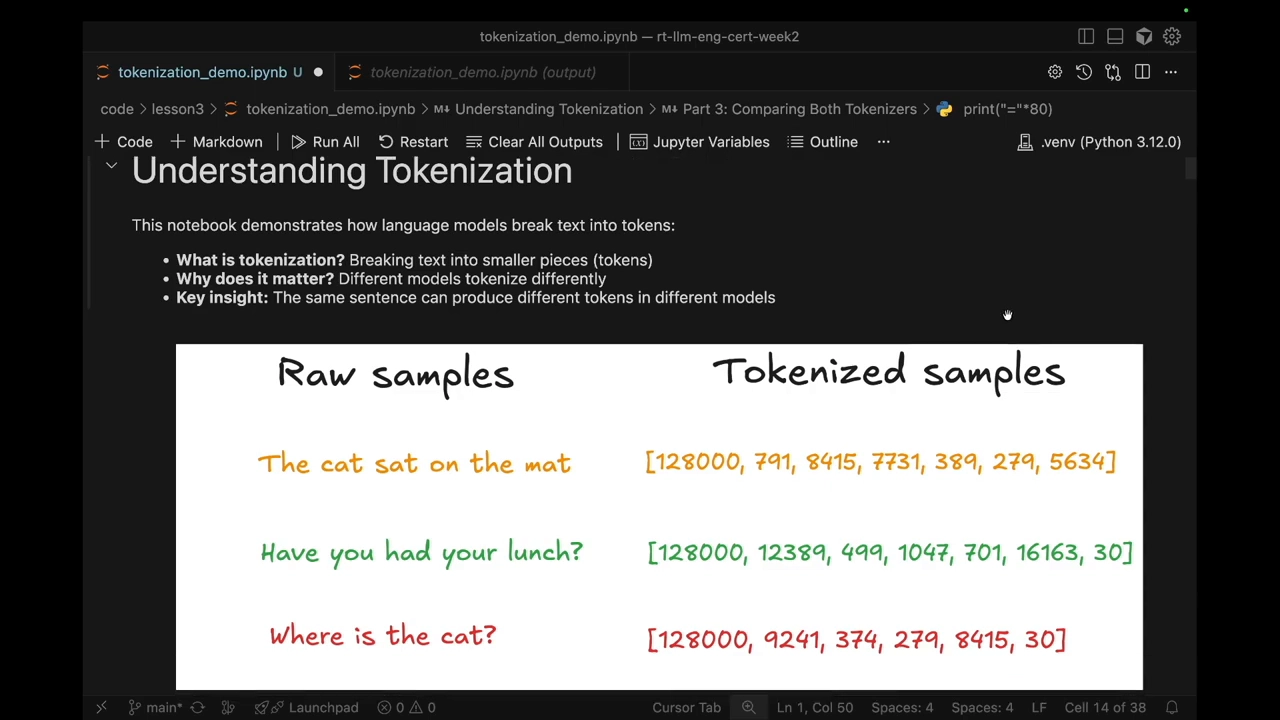 tokenization_demo.ipynb — rt-llm-eng-cert-week2
tokenization_demo.ipynb U
tokenization_demo.ipynb (output)
code > lesson3 > tokenization_demo.ipynb > M↓ Understanding Tokenization > M↓ Part 3: Comparing Both Tokenizers > print("="*80)
+ Code + Markdown | Run All Restart Clear All Outputs | Jupyter Variables Outline ... .venv (Python 3.12.0)
Understanding Tokenization
This notebook demonstrates how language models break text into tokens:
• What is tokenization? Breaking text into smaller pieces (tokens)
• Why does it matter? Different models tokenize differently
• Key insight: The same sentence can produce different tokens in different models
Raw samples Tokenized samples
The cat sat on the mat [128000, 791, 8415, 7731, 389, 279, 5634]
Have you had your lunch? [128000, 12389, 499, 1047, 701, 16163, 30]
Where is the cat? [128000, 9241, 374, 279, 8415, 30]
main* Launchpad 0 0 Cursor Tab Ln 1, Col 50 Spaces: 4 Spaces: 4 LF Cell 14 of 38